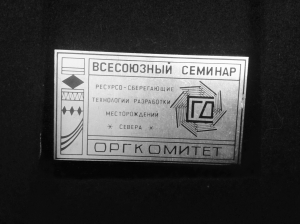 ВСЕСОЮЗНЫЙ СЕМИНАР
РЕСУРСО-СБЕРЕГАЮЩИЕ
ТЕХНОЛОГИИ РАЗРАБОТКИ
МЕСТОРОЖДЕНИЙ
* СЕВЕРА *
ГД
ОРГКОМИТЕТ